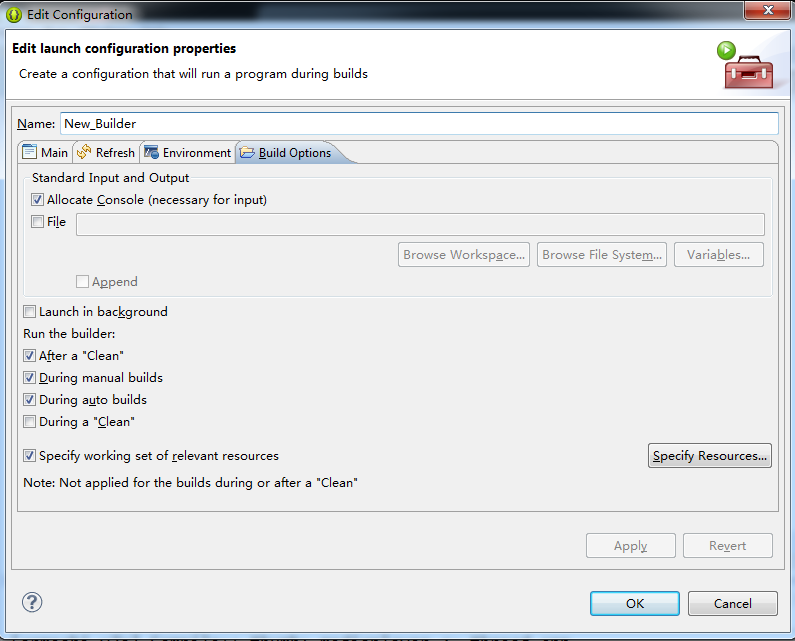 Edit Configuration
Edit launch configuration properties
Create a configuration that will run a program during builds
Name: New_Builder
Main Refresh Environment Build Options
Standard Input and Output
Allocate Console (necessary for input)
File
Browse Workspace... Browse File System... Variables...
Append
Launch in background
Run the builder:
After a "Clean"
During manual builds
During auto builds
During a "Clean"
Specify working set of relevant resources Specify Resources...
Note: Not applied for the builds during or after a "Clean"
Apply Revert
? OK Cancel